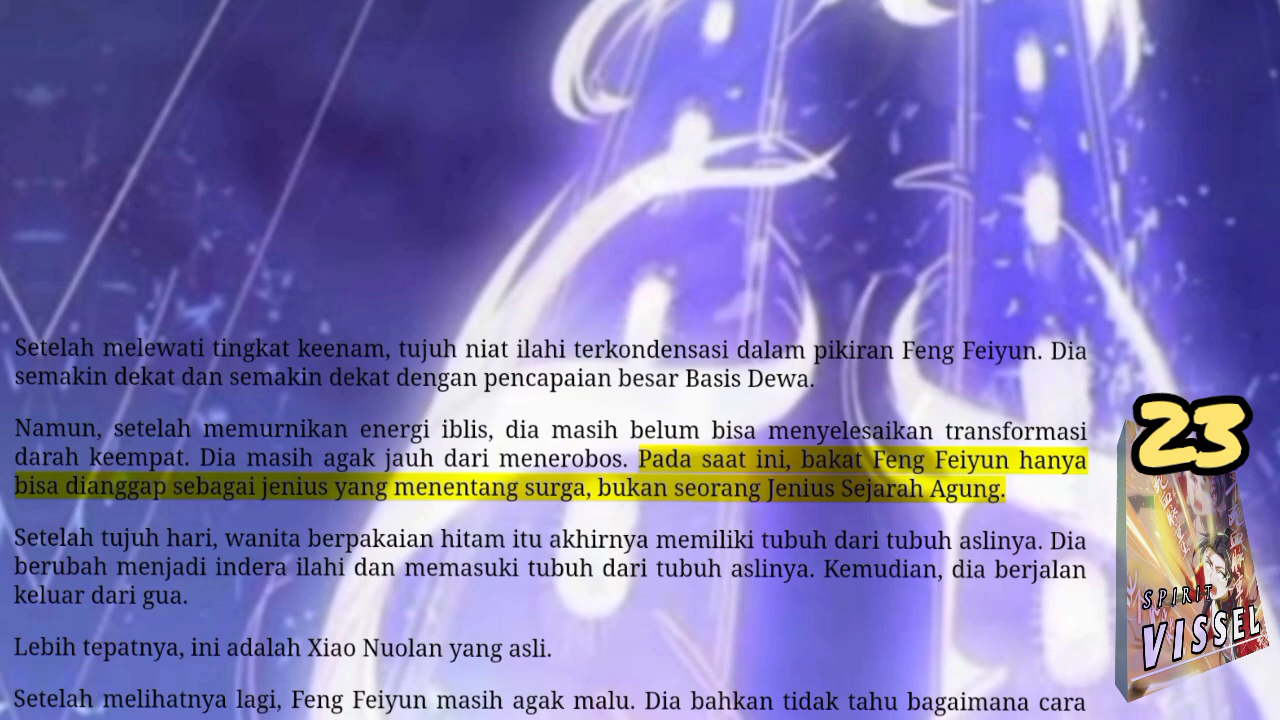 Setelah melewati tingkat keenam, tujuh niat ilahi terkondensasi dalam pikiran Feng Feiyun. Dia
semakin dekat dan semakin dekat dengan pencapaian besar Basis Dewa.
Namun, setelah memurnikan energi iblis, dia masih belum bisa menyelesaikan transformasi
darah keempat. Dia masih agak jauh dari menerobos. Pada saat ini, bakat Feng Feiyun hanya
bisa dianggap sebagai jenius yang menentang surga, bukan seorang Jenius Sejarah Agung.
Setelah tujuh hari, wanita berpakaian hitam itu akhirnya memiliki tubuh dari tubuh aslinya. Dia
berubah menjadi indera ilahi dan memasuki tubuh dari tubuh aslinya. Kemudian, dia berjalan
keluar dari gua.
Lebih tepatnya, ini adalah Xiao Nuolan yang asli.
Setelah melihatnya lagi, Feng Feiyun masih agak malu. Dia bahkan tidak tahu bagaimana cara
23
SPIRIT
VISSEL